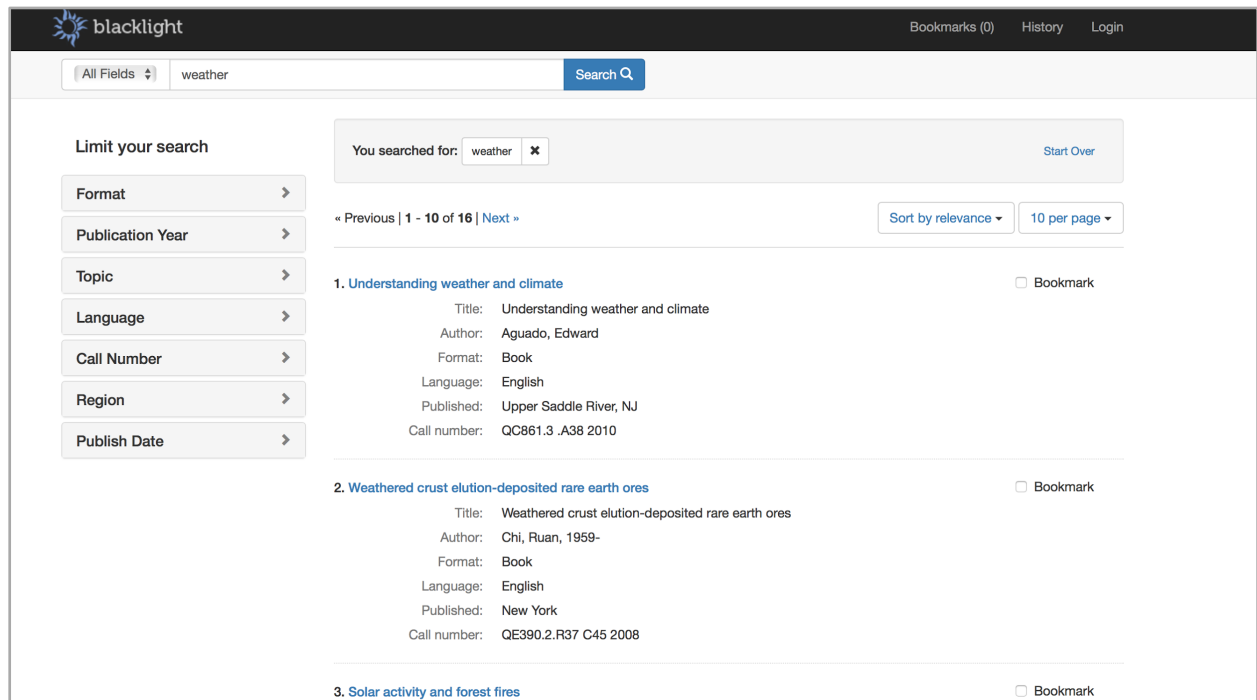 blacklight
Bookmarks (0) History Login
All Fields weather Search
Limit your search
Format
Publication Year
Topic
Language
Call Number
Region
Publish Date
You searched for: weather ✖ Start Over
« Previous | 1 - 10 of 16 | Next »
Sort by relevance 10 per page
1. Understanding weather and climate Bookmark
Title: Understanding weather and climate
Author: Aguado, Edward
Format: Book
Language: English
Published: Upper Saddle River, NJ
Call number: QC861.3 .A38 2010
2. Weathered crust elution-deposited rare earth ores Bookmark
Title: Weathered crust elution-deposited rare earth ores
Author: Chi, Ruan, 1959-
Format: Book
Language: English
Published: New York
Call number: QE390.2.R37 C45 2008
3. Solar activity and forest fires Bookmark